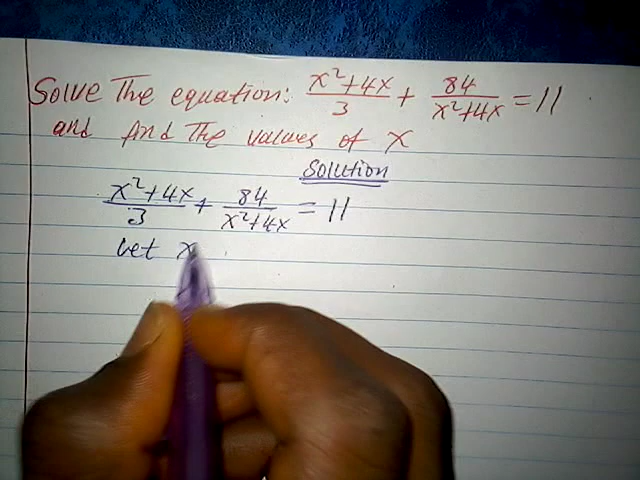 Solve The equation: x²+4x/3 + 84/x²+4x = 11
and find The values of x
Solution
x²+4x/3 + 84/x²+4x = 11
Let x